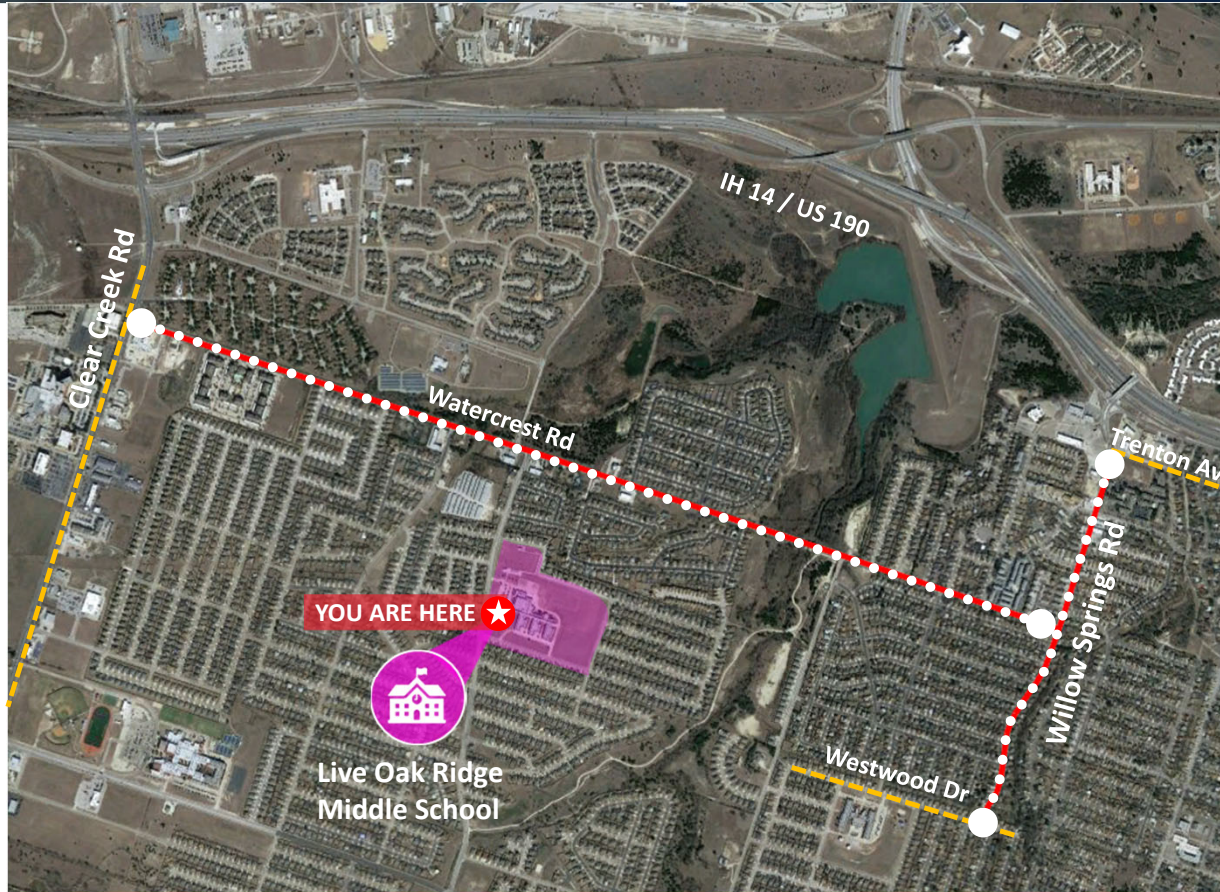 IH 14 / US 190
Clear Creek Rd
Watercrest Rd
Trenton Av
Willow Springs Rd
YOU ARE HERE
Westwood Dr
Live Oak Ridge
Middle School